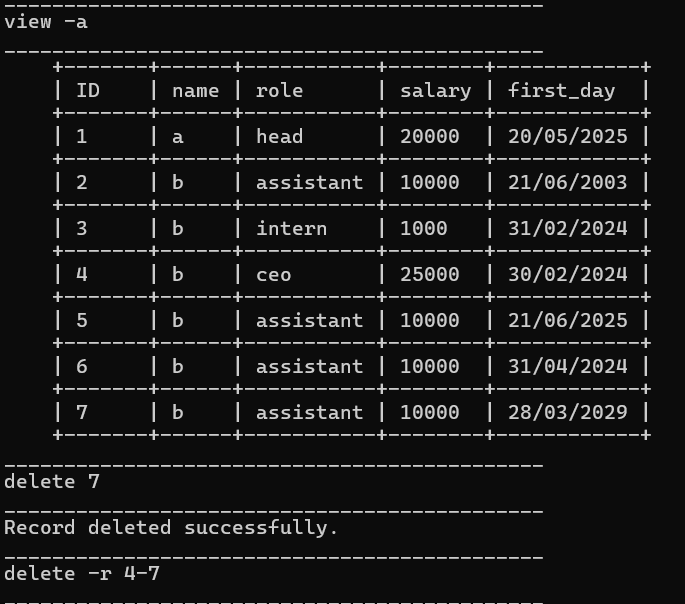 view -a
ID name role salary first_day
1 a head 20000 20/05/2025
2 b assistant 10000 21/06/2003
3 b intern 1000 31/02/2024
4 b ceo 25000 30/02/2024
5 b assistant 10000 21/06/2025
6 b assistant 10000 31/04/2024
7 b assistant 10000 28/03/2029
delete 7
Record deleted successfully.
delete -r 4-7